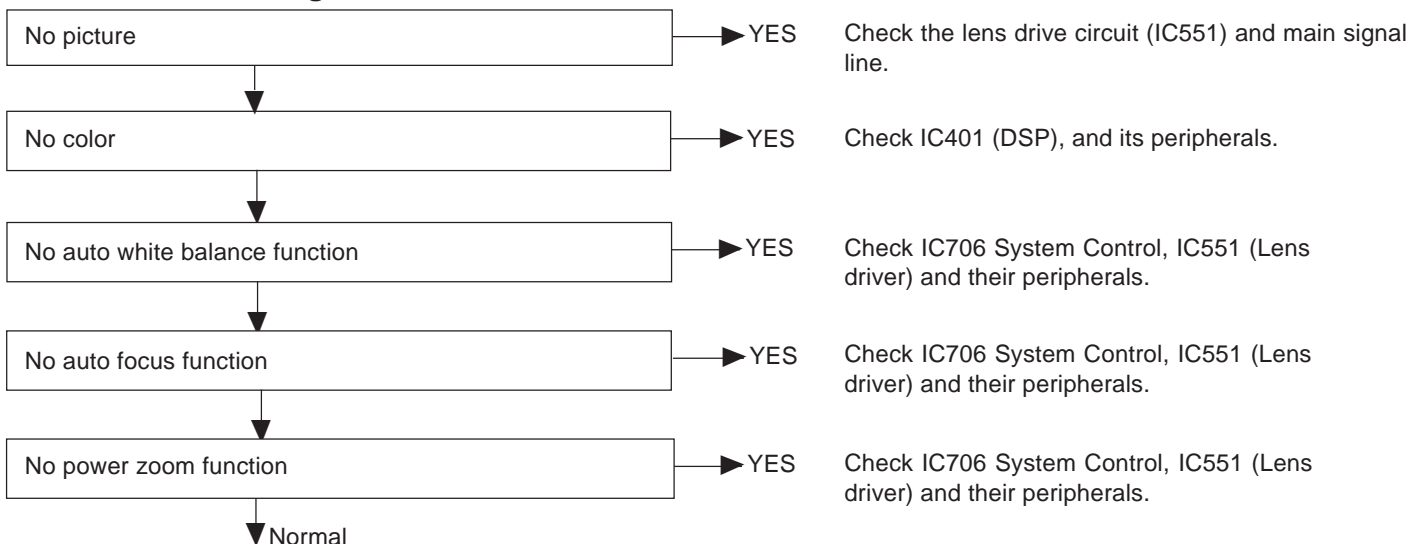 No picture
YES
Check the lens drive circuit (IC551) and main signal
line.
No color
YES
Check IC401 (DSP), and its peripherals.
No auto white balance function
YES
Check IC706 System Control, IC551 (Lens
driver) and their peripherals.
No auto focus function
YES
Check IC706 System Control, IC551 (Lens
driver) and their peripherals.
No power zoom function
YES
Check IC706 System Control, IC551 (Lens
driver) and their peripherals.
Normal